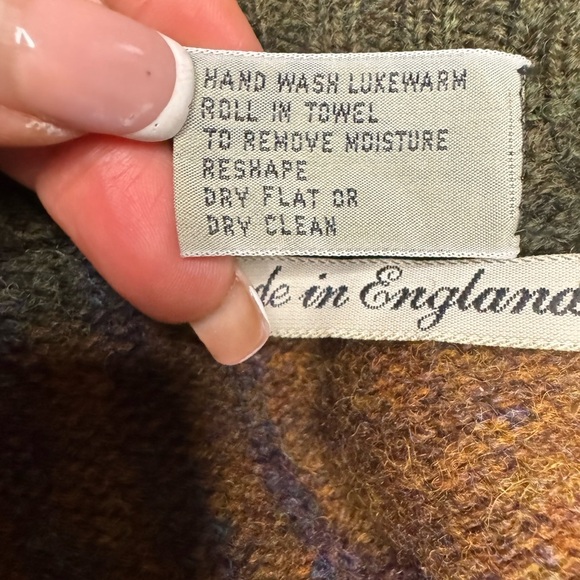 HAND WASH LUKEWARM
ROLL IN TOWEL
TO REMOVE MOISTURE
RESHAPE
DRY FLAT OR
DRY CLEAN
de in England